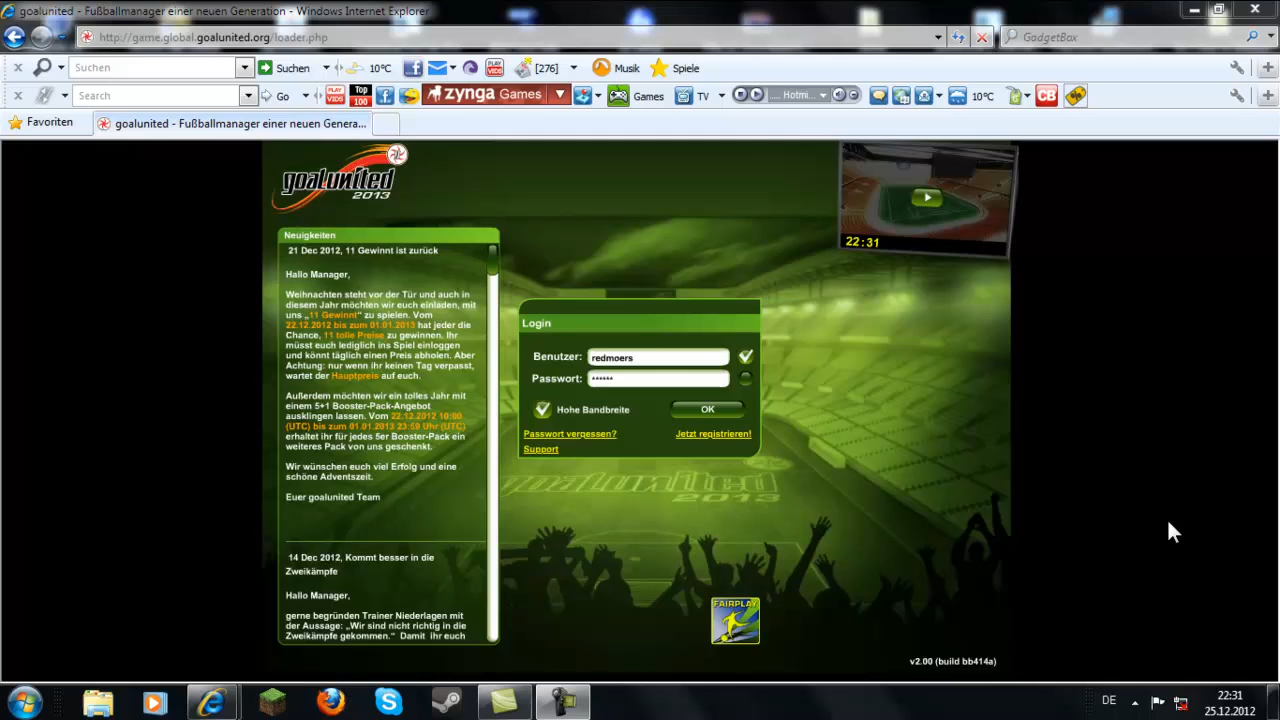 goalunited - Fußballmanager einer neuen Generation - Windows Internet Explorer
http://game.global.goalunited.org/loader.php
GadgetBox
Suchen Suchen 10°C PLAY VIDS [276] Musik Spiele
Search Go PLAY VIDS Top 100 zynga Games Games TV .... Hotmi... 10°C CB
Favoriten goalunited - Fußballmanager einer neuen Genera...
goalunited
2013
22:31
Neuigkeiten
21 Dec 2012, 11 Gewinnt ist zurück
Hallo Manager,
Weihnachten steht vor der Tür und auch in
diesem Jahr möchten wir euch einladen, mit
uns „11 Gewinnt“ zu spielen. Vom
22.12.2012 bis zum 01.01.2013 hat jeder die
Chance, 11 tolle Preise zu gewinnen. Ihr
müsst euch lediglich ins Spiel einloggen
und könnt täglich einen Preis abholen. Aber
Achtung: nur wenn ihr keinen Tag verpasst,
wartet der Hauptpreis auf euch.
Außerdem möchten wir ein tolles Jahr mit
einem 5+1 Booster-Pack-Angebot
ausklingen lassen. Vom 22.12.2012 10:00
(UTC) bis zum 01.01.2013 23:59 Uhr (UTC)
erhaltet ihr für jedes 5er Booster-Pack ein
weiteres Pack von uns geschenkt.
Wir wünschen euch viel Erfolg und eine
schöne Adventszeit.
Euer goalunited Team
14 Dec 2012, Kommt besser in die
Zweikämpfe
Hallo Manager,
gerne begründen Trainer Niederlagen mit
der Aussage: „Wir sind nicht richtig in die
Zweikämpfe gekommen.“ Damit ihr euch
Login
Benutzer: redmoers
Passwort: ******
Hohe Bandbreite OK
Passwort vergessen? Jetzt registrieren!
Support
goalunited
2013
FAIRPLAY
v2.00 (build bb414a)
DE
22:31
25.12.2012